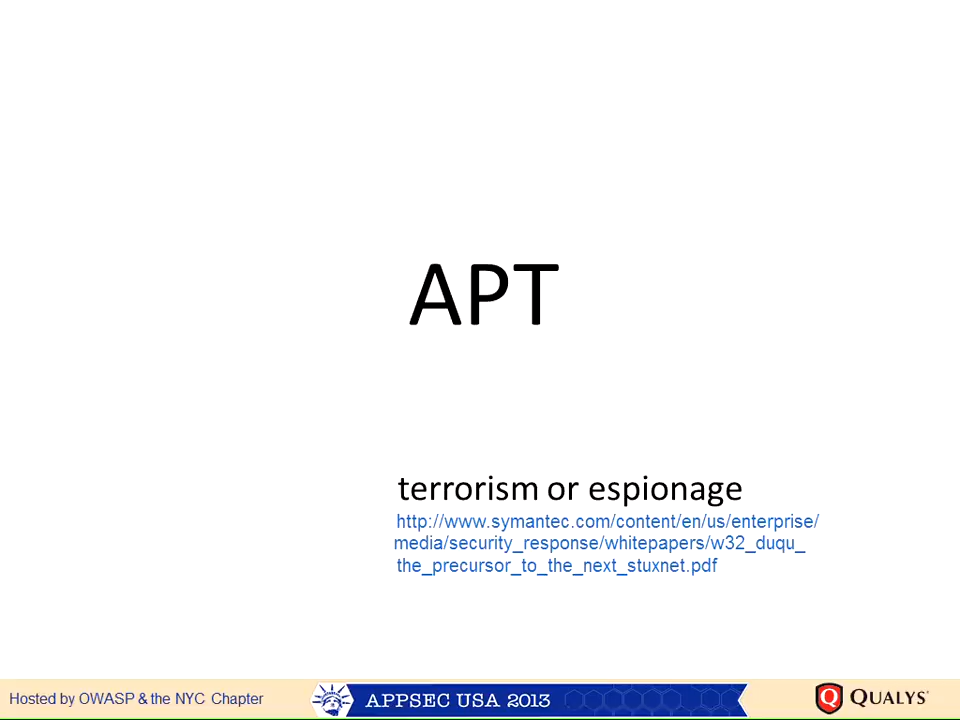 APT
terrorism or espionage
http://www.symantec.com/content/en/us/enterprise/
media/security_response/whitepapers/w32_duqu_
the_precursor_to_the_next_stuxnet.pdf
Hosted by OWASP & the NYC Chapter
APPSEC USA 2013
QUALYS